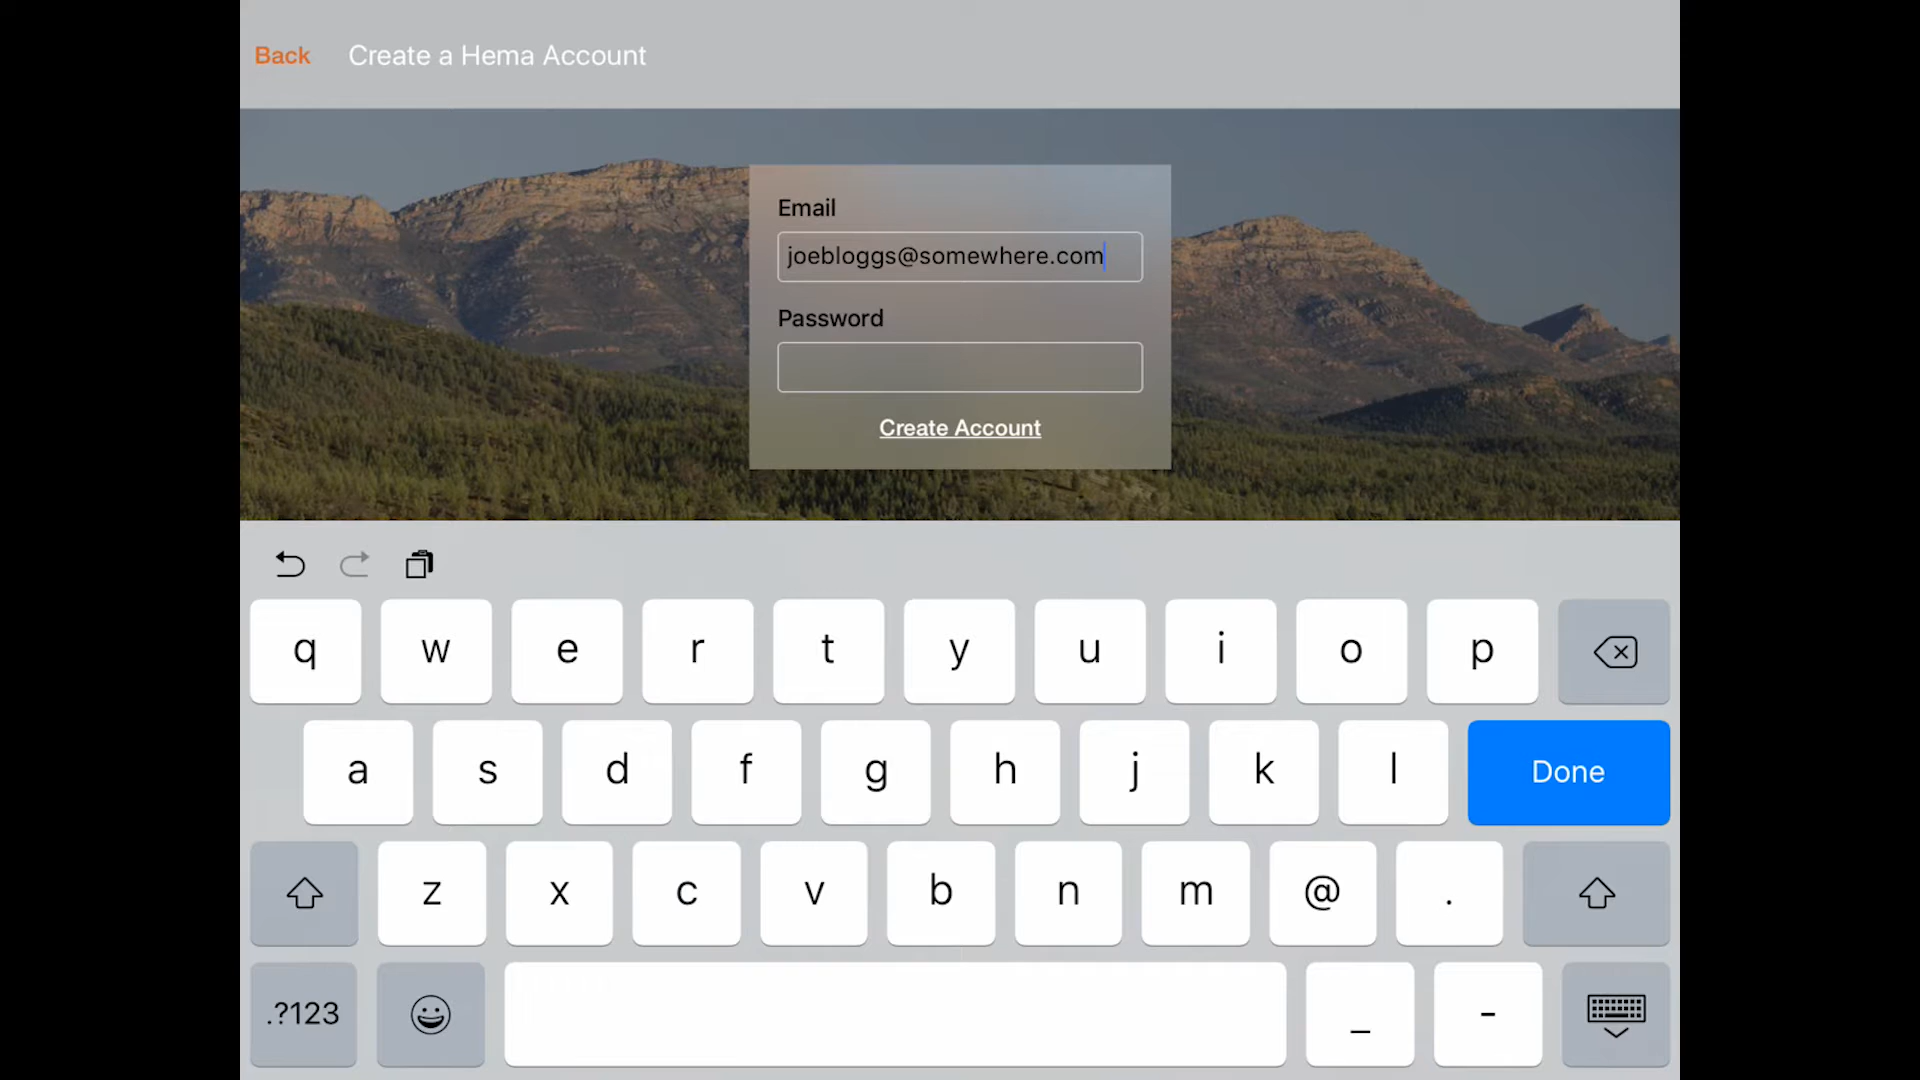 Back Create a Hema Account
Email
joebloggs@somewhere.com
Password
Create Account
q w e r t y u i o p
a s d f g h j k l Done
z x c v b n m @ .
.?123 _ -